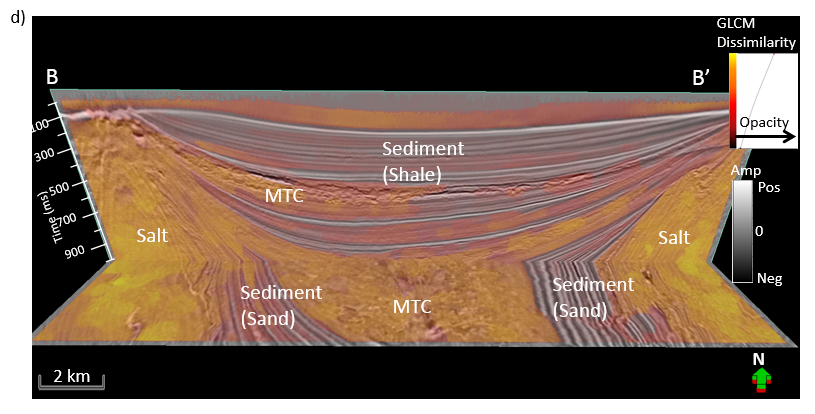 d)
GLCM
Dissimilarity
B
B’
Opacity
100
300
500
700
900
Time (ms)
Sediment
(Shale)
MTC
Amp
Pos
0
Neg
Salt
Salt
Sediment
(Sand)
MTC
Sediment
(Sand)
2 km
N